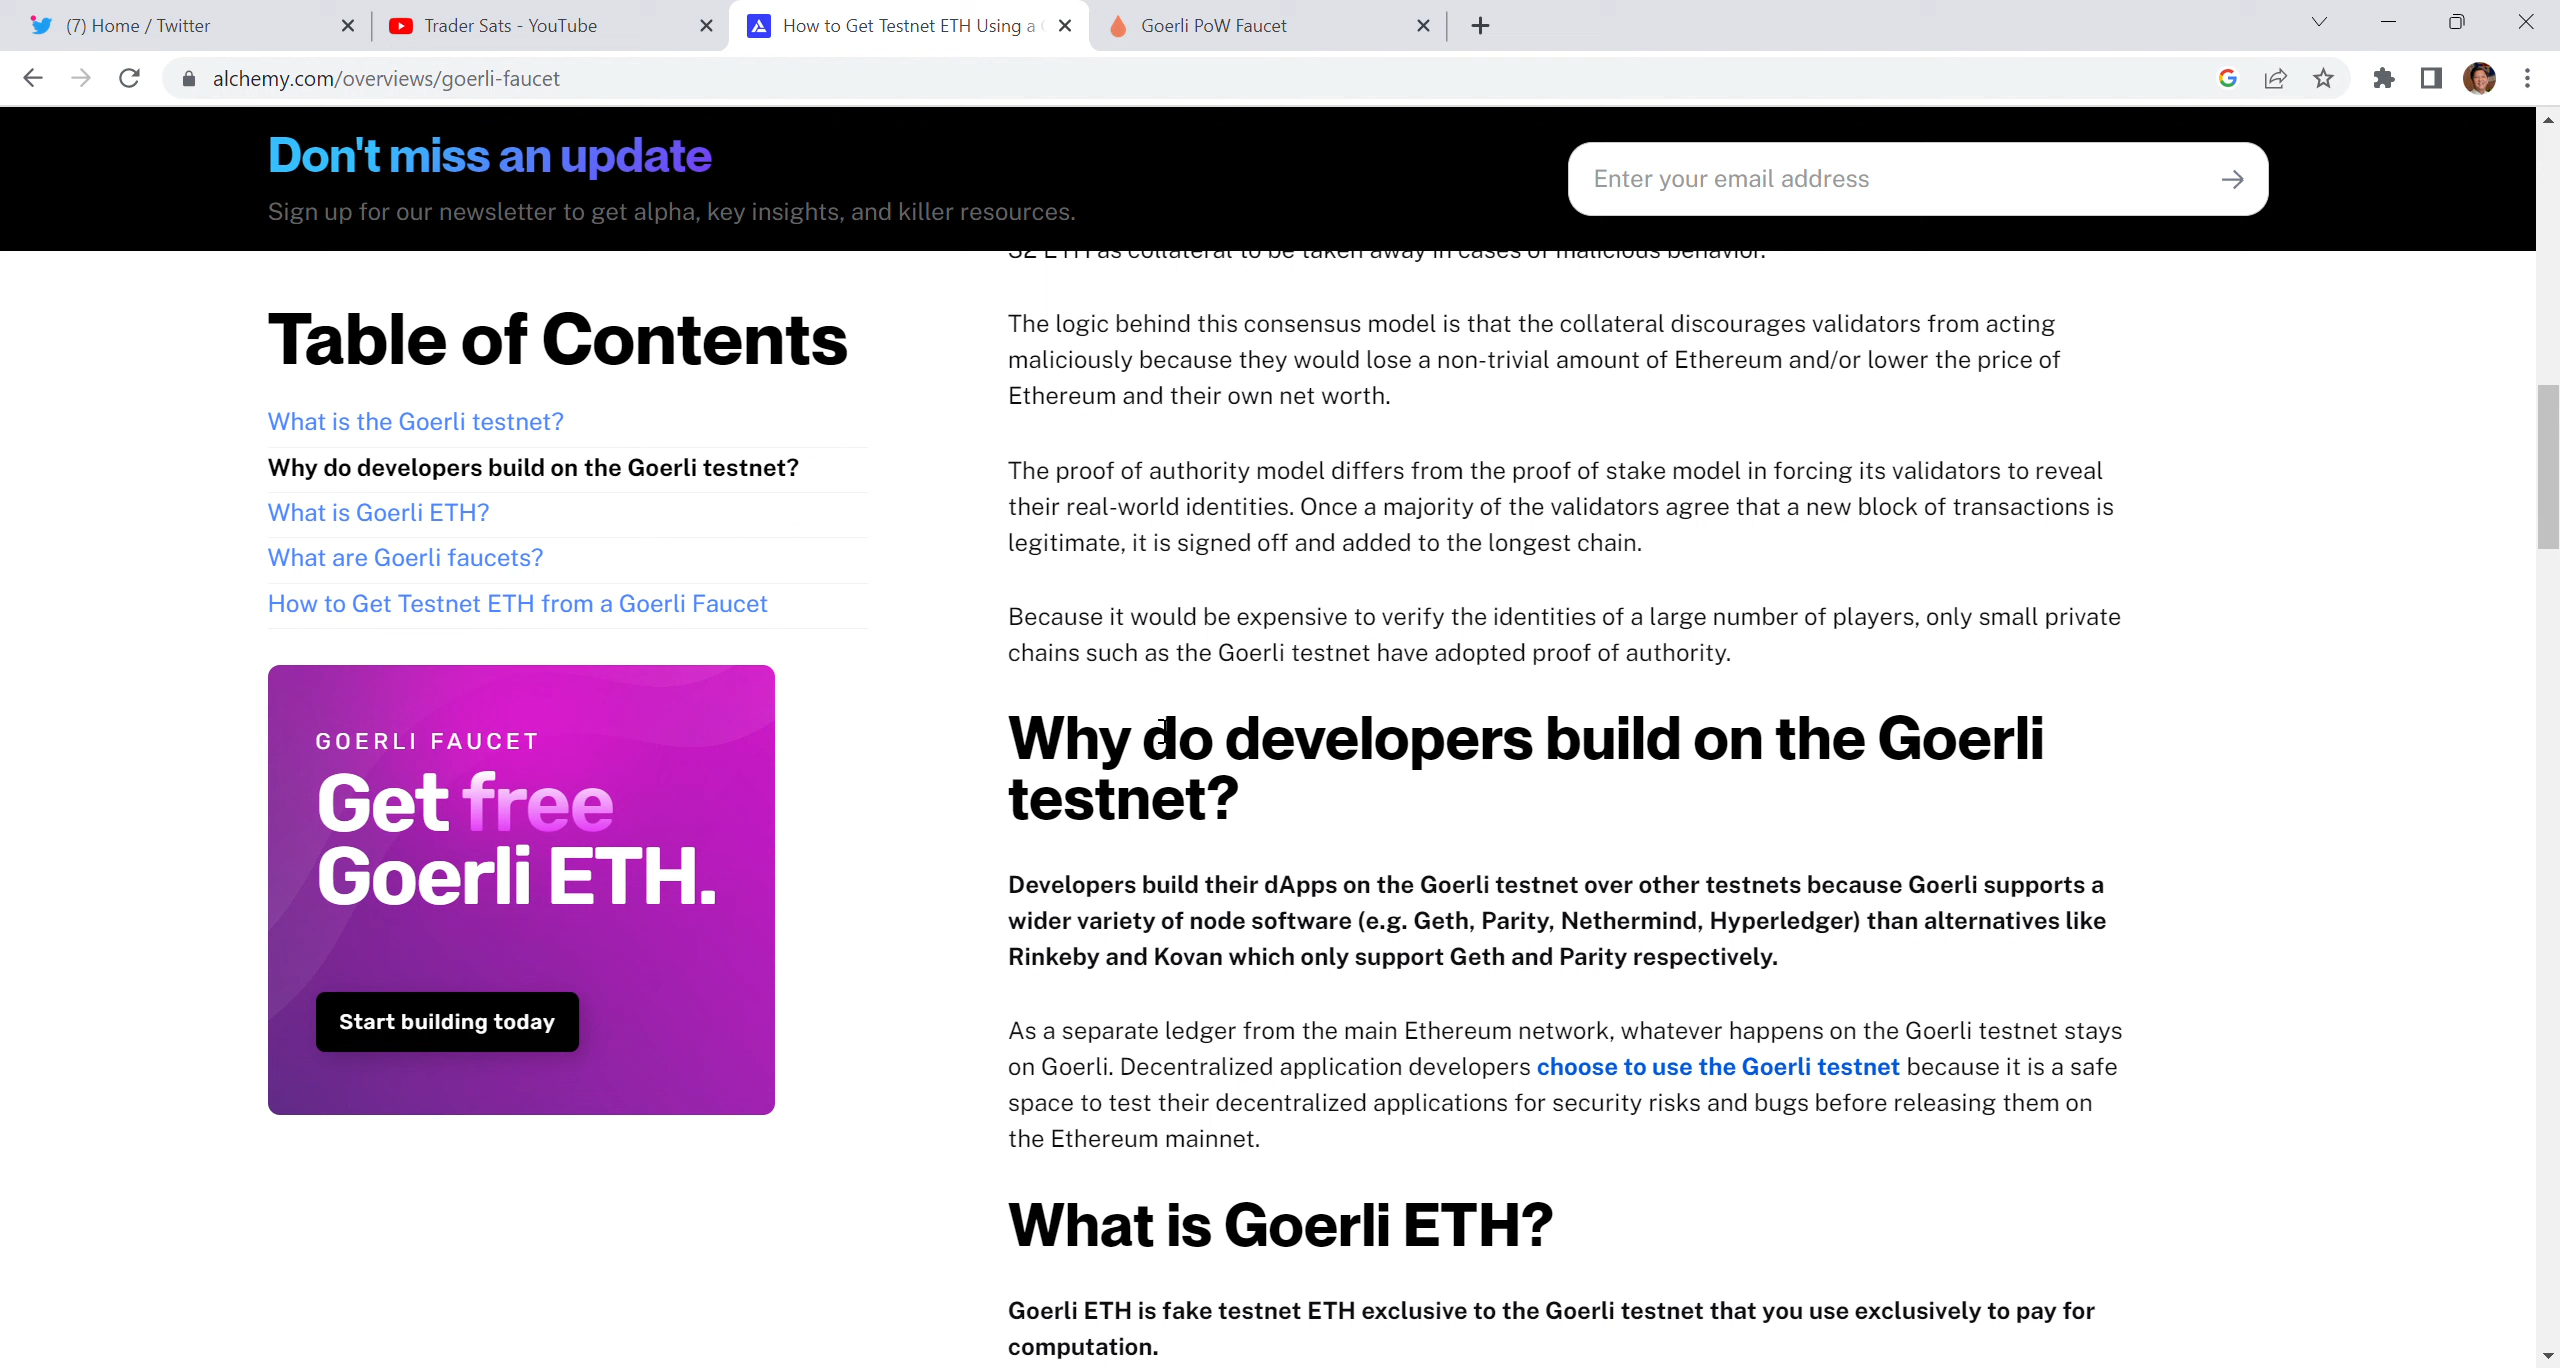 (7) Home / Twitter
Trader Sats - YouTube
How to Get Testnet ETH Using a
Goerli PoW Faucet
alchemy.com/overviews/goerli-faucet
Don't miss an update
Sign up for our newsletter to get alpha, key insights, and killer resources.
Enter your email address
32 ETH as collateral to be taken away in cases of malicious behavior.
Table of Contents
What is the Goerli testnet?
Why do developers build on the Goerli testnet?
What is Goerli ETH?
What are Goerli faucets?
How to Get Testnet ETH from a Goerli Faucet
GOERLI FAUCET
Get free
Goerli ETH.
Start building today
The logic behind this consensus model is that the collateral discourages validators from acting
maliciously because they would lose a non-trivial amount of Ethereum and/or lower the price of
Ethereum and their own net worth.
The proof of authority model differs from the proof of stake model in forcing its validators to reveal
their real-world identities. Once a majority of the validators agree that a new block of transactions is
legitimate, it is signed off and added to the longest chain.
Because it would be expensive to verify the identities of a large number of players, only small private
chains such as the Goerli testnet have adopted proof of authority.
Why do developers build on the Goerli
testnet?
Developers build their dApps on the Goerli testnet over other testnets because Goerli supports a
wider variety of node software (e.g. Geth, Parity, Nethermind, Hyperledger) than alternatives like
Rinkeby and Kovan which only support Geth and Parity respectively.
As a separate ledger from the main Ethereum network, whatever happens on the Goerli testnet stays
on Goerli. Decentralized application developers choose to use the Goerli testnet because it is a safe
space to test their decentralized applications for security risks and bugs before releasing them on
the Ethereum mainnet.
What is Goerli ETH?
Goerli ETH is fake testnet ETH exclusive to the Goerli testnet that you use exclusively to pay for
computation.